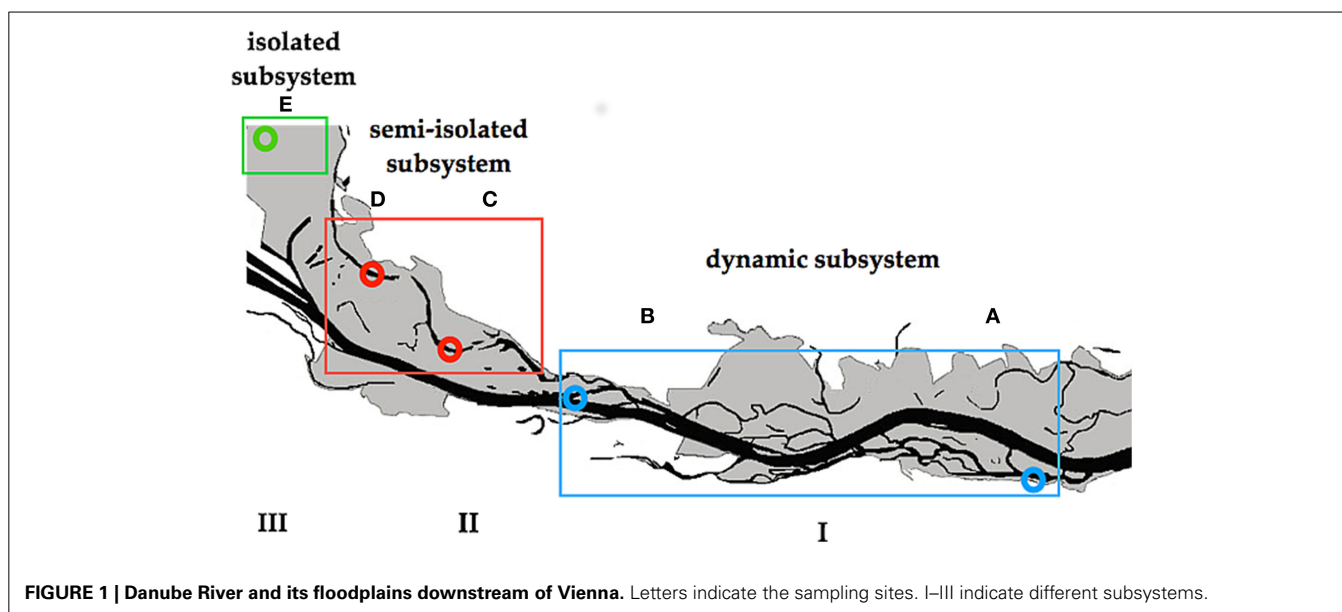 isolated
subsystem
E
semi-isolated
subsystem
D
C
dynamic subsystem
B
A
III
II
I
FIGURE 1 | Danube River and its floodplains downstream of Vienna. Letters indicate the sampling sites. I–III indicate different subsystems.